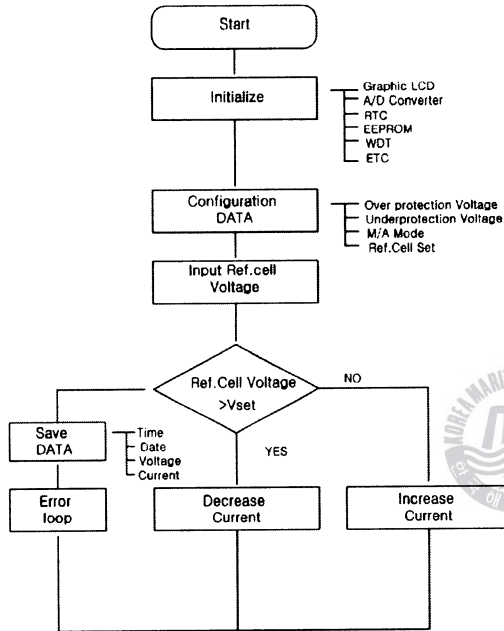 Start
Initialize
Graphic LCD
A/D Converter
RTC
EEPROM
WDT
ETC
Configuration
DATA
Over protection Voltage
Underprotection Voltage
M/A Mode
Ref.Cell Set
Input Ref.cell
Voltage
Ref.Cell Voltage
>Vset
NO
YES
Save
DATA
Time
Date
Voltage
Current
Error
loop
Decrease
Current
Increase
Current
KOREA MARI